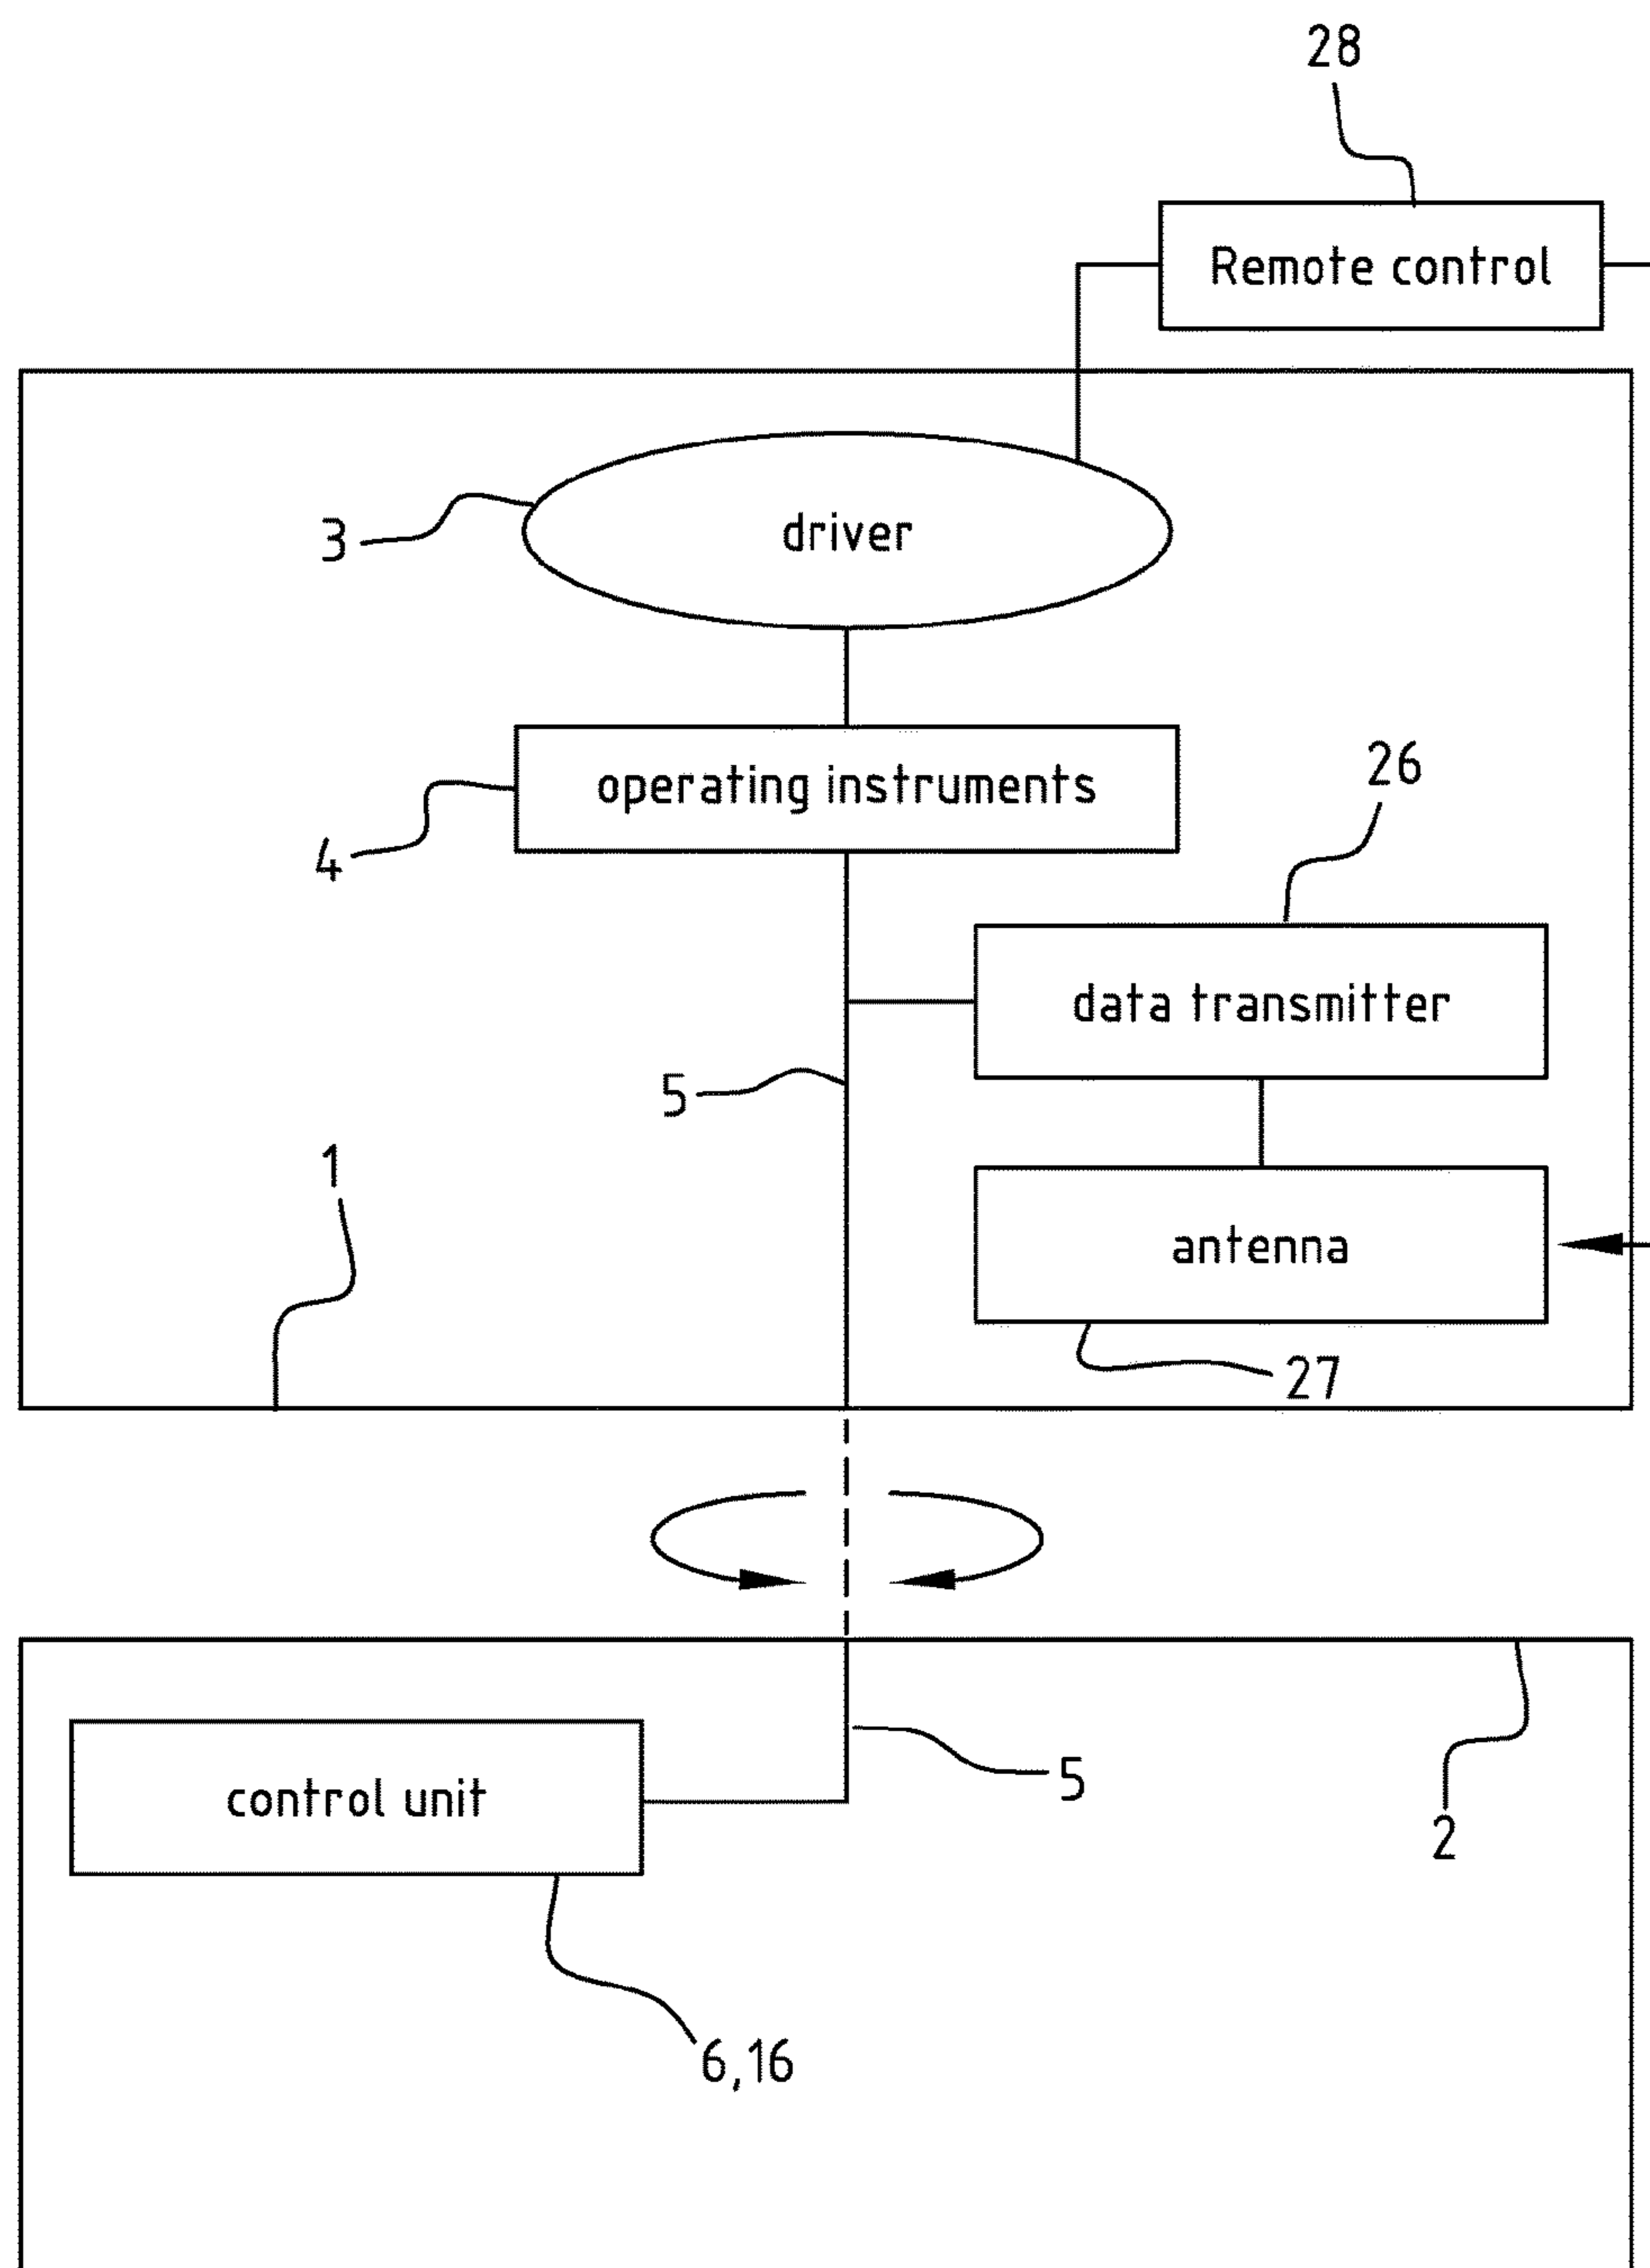 28
Remote control
3
driver
operating instruments
4
26
data transmitter
5
1
antenna
27
control unit
5
2
6,16